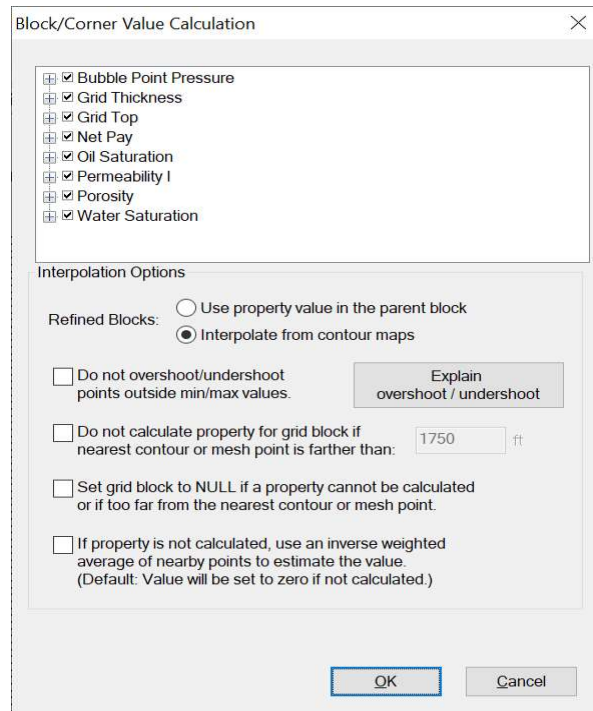 Block/Corner Value Calculation
Bubble Point Pressure
Grid Thickness
Grid Top
Net Pay
Oil Saturation
Permeability I
Porosity
Water Saturation
Interpolation Options
Refined Blocks:
Use property value in the parent block
Interpolate from contour maps
Do not overshoot/undershoot
points outside min/max values.
Explain
overshoot / undershoot
Do not calculate property for grid block if
nearest contour or mesh point is farther than:
1750 ft
Set grid block to NULL if a property cannot be calculated
or if too far from the nearest contour or mesh point.
If property is not calculated, use an inverse weighted
average of nearby points to estimate the value.
(Default: Value will be set to zero if not calculated.)
OK Cancel